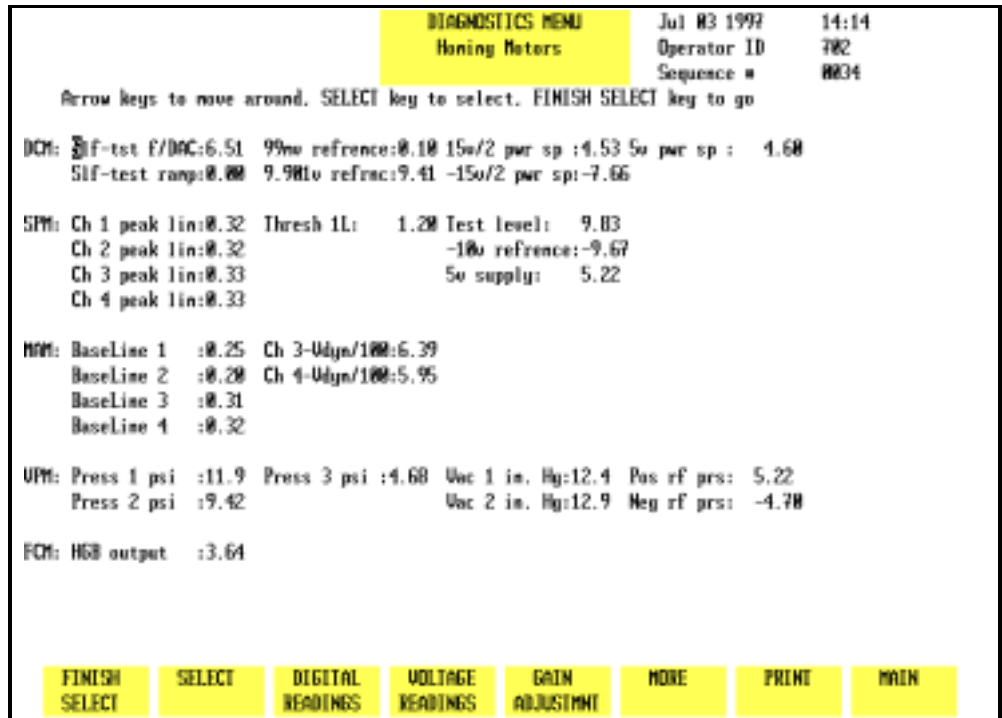 DIAGNOSTICS MENU Jul 03 1997 14:14
Homing Motors Operator ID 702
Sequence # 0034
Arrow keys to move around, SELECT key to select, FINISH SELECT key to go
DCM: Slf-tst f/DAC:6.51 99mv refrence:0.10 15v/2 pwr sp :4.53 5v pwr sp : 4.60
Slf-test ramp:0.00 9.901v refrnc:9.41 -15v/2 pwr sp:-7.66
SPM: Ch 1 peak lin:0.32 Thresh 1L: 1.20 Test level: 9.83
Ch 2 peak lin:0.32 -10v refrence:-9.67
Ch 3 peak lin:0.33 5v supply: 5.22
Ch 4 peak lin:0.33
MAM: BaseLine 1 :0.25 Ch 3-Vdyn/100:6.39
BaseLine 2 :0.20 Ch 4-Vdyn/100:5.95
BaseLine 3 :0.31
BaseLine 4 :0.32
VPM: Press 1 psi :11.9 Press 3 psi :4.68 Vac 1 in. Hg:12.4 Pos rf prs: 5.22
Press 2 psi :9.42 Vac 2 in. Hg:12.9 Neg rf prs: -4.70
FCM: HGB output :3.64
FINISH SELECT DIGITAL VOLTAGE GAIN MORE PRINT MAIN
SELECT READINGS READINGS ADJUSTMNT